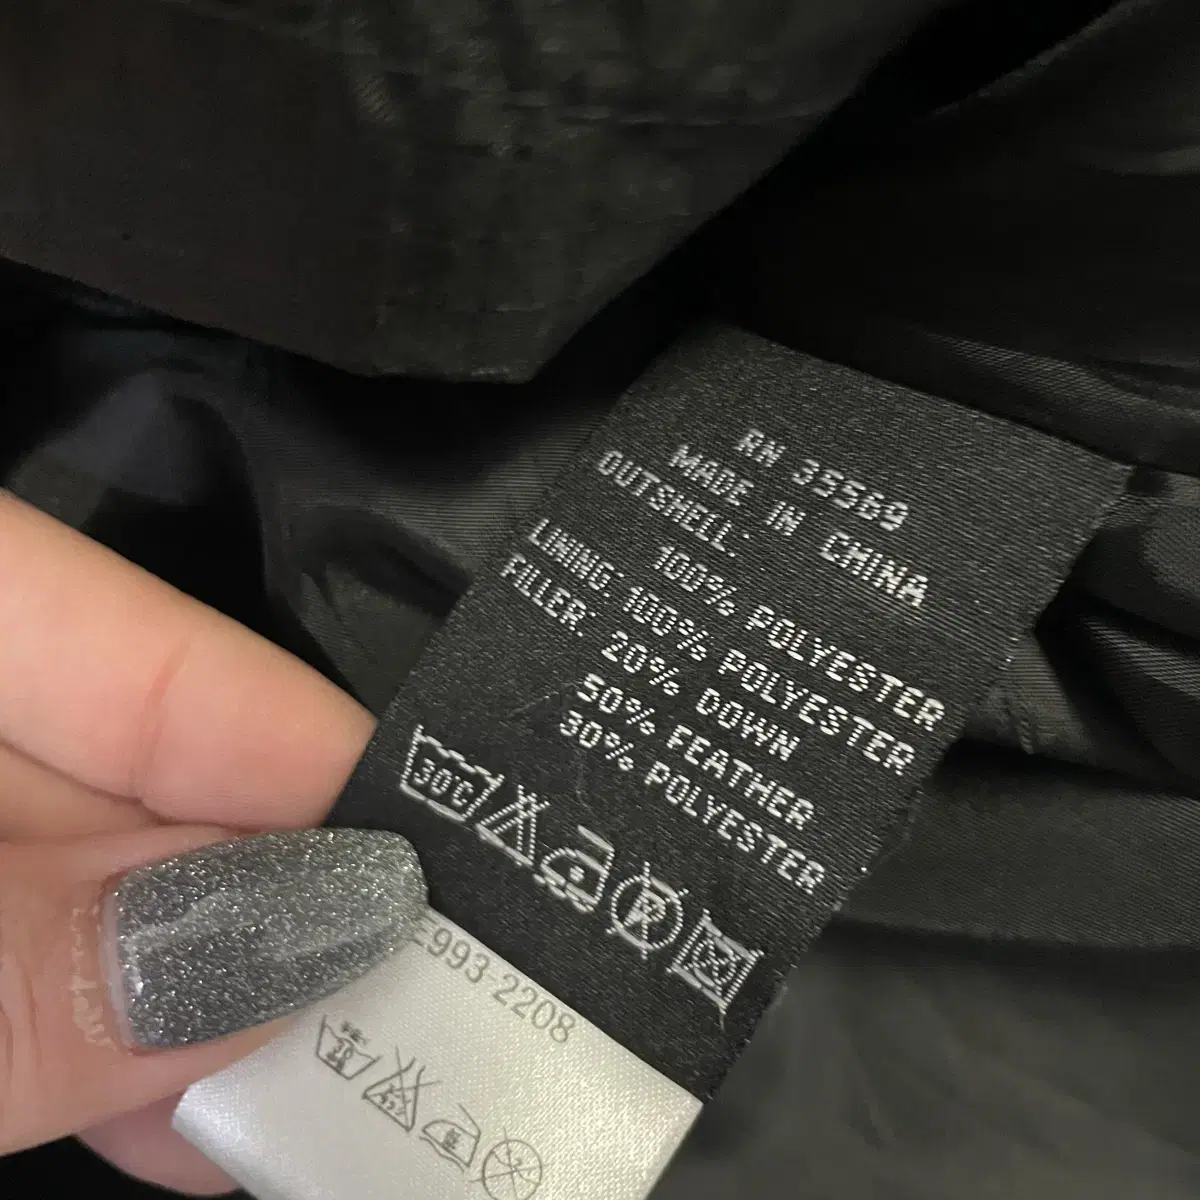 RN 35569
MADE IN CHINA
OUTSHELL:
100% POLYESTER
LINING: 100% POLYESTER
FILLER: 20% DOWN
50% FEATHER
30% POLYESTER
30C
R
993-2208